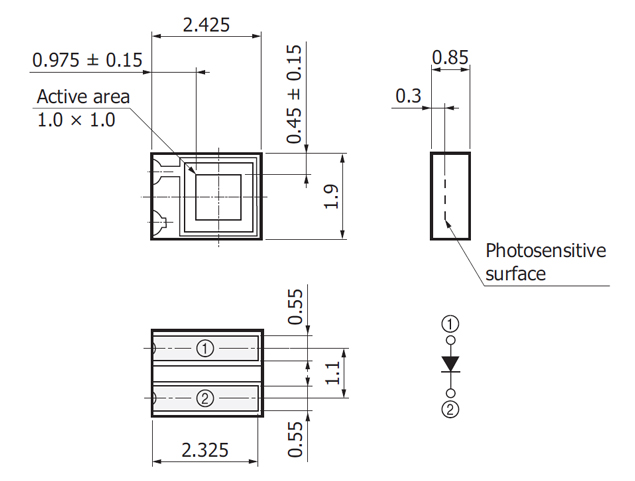 2.425
0.975 ± 0.15
0.45 ± 0.15
Active area
1.0 × 1.0
1.9
0.85
0.3
Photosensitive
surface
0.55
①
②
1.1
0.55
2.325
①
②